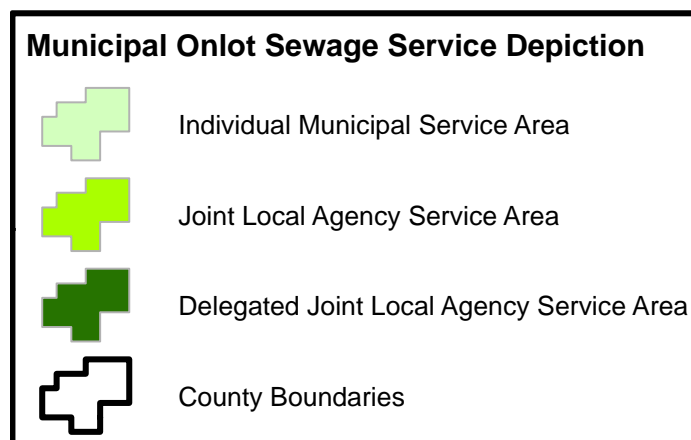 Municipal Onlot Sewage Service Depiction
Individual Municipal Service Area
Joint Local Agency Service Area
Delegated Joint Local Agency Service Area
County Boundaries